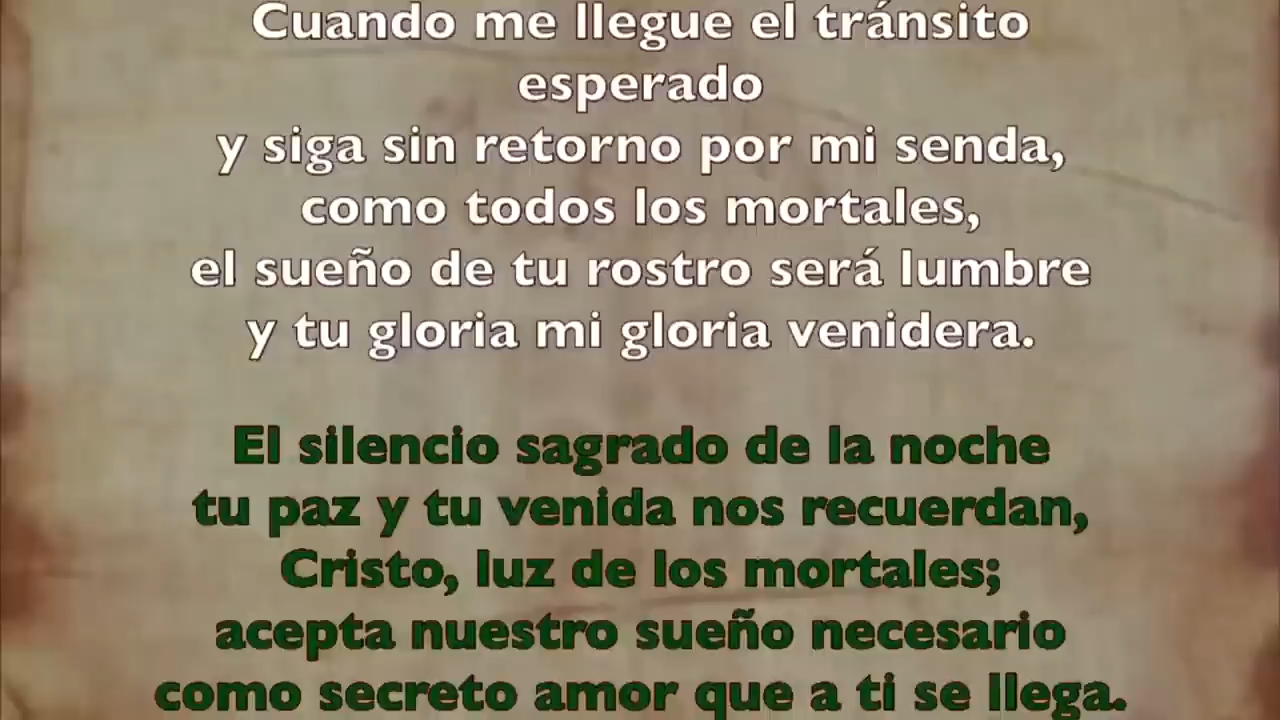 Cuando me llegue el tránsito
esperado
y siga sin retorno por mi senda,
como todos los mortales,
el sueño de tu rostro será lumbre
y tu gloria mi gloria venidera.
El silencio sagrado de la noche
tu paz y tu venida nos recuerdan,
Cristo, luz de los mortales;
acepta nuestro sueño necesario
como secreto amor que a ti se llega.